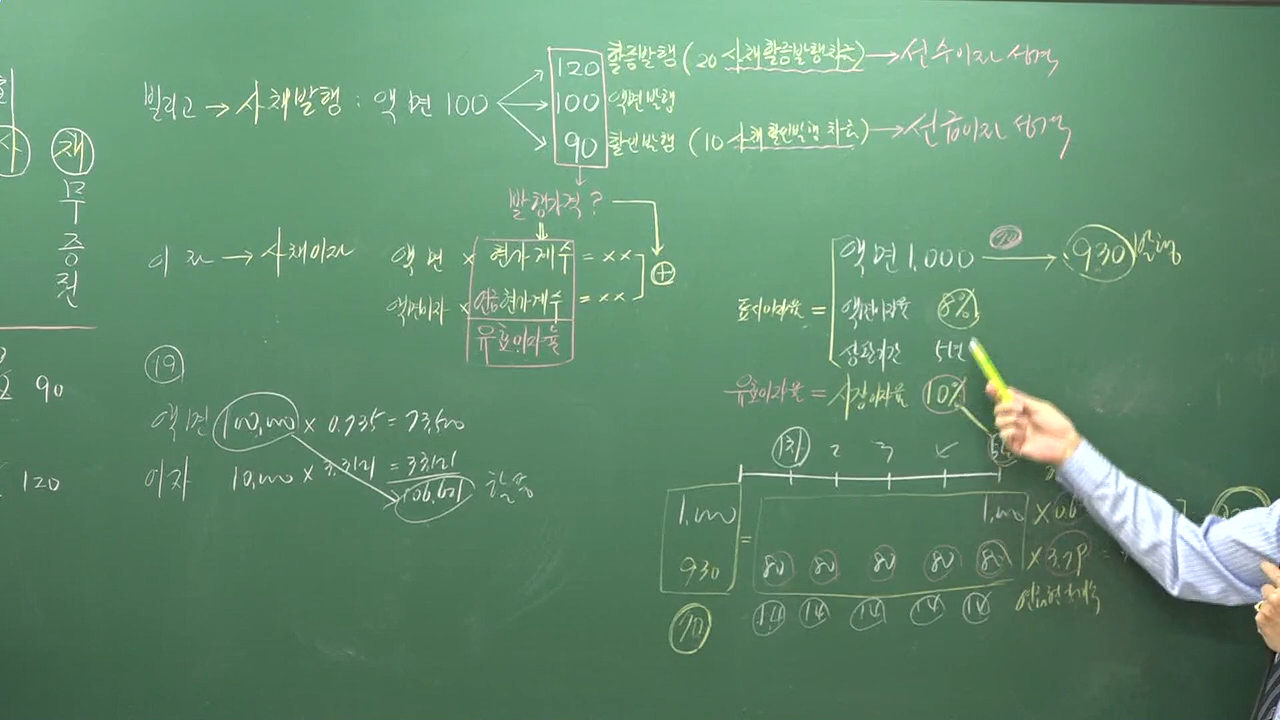 120 할증발행 (20 사채할증발행차금) → 선수이자 성격
빌리고 → 사채발행 : 액면 100 100 액면발행
90 할인발행 (10 사채할인발행차금) → 선급이자 성격
재
무
증
권
발행가격?
이자 → 사채이자
액면 × 현가계수 = ××
액면이자 × 연금현가계수 = ××
⊕
유효이자율
액면 1,000 → 930 발행
70
표시이자율 = 액면이자율 8%
상환기간 5년
유효이자율 = 시장이자율 10%
90
120
⑲
액면 100,000 × 0.735 = 73,500
이자 10,000 × 3.3121 = 33,121
106,621 할증
1차 2 3 4
1,000 1,000 ×
930 = 80 80 80 80 80 × 3.79 =
70 14 14 14 14 14 연금현가계수